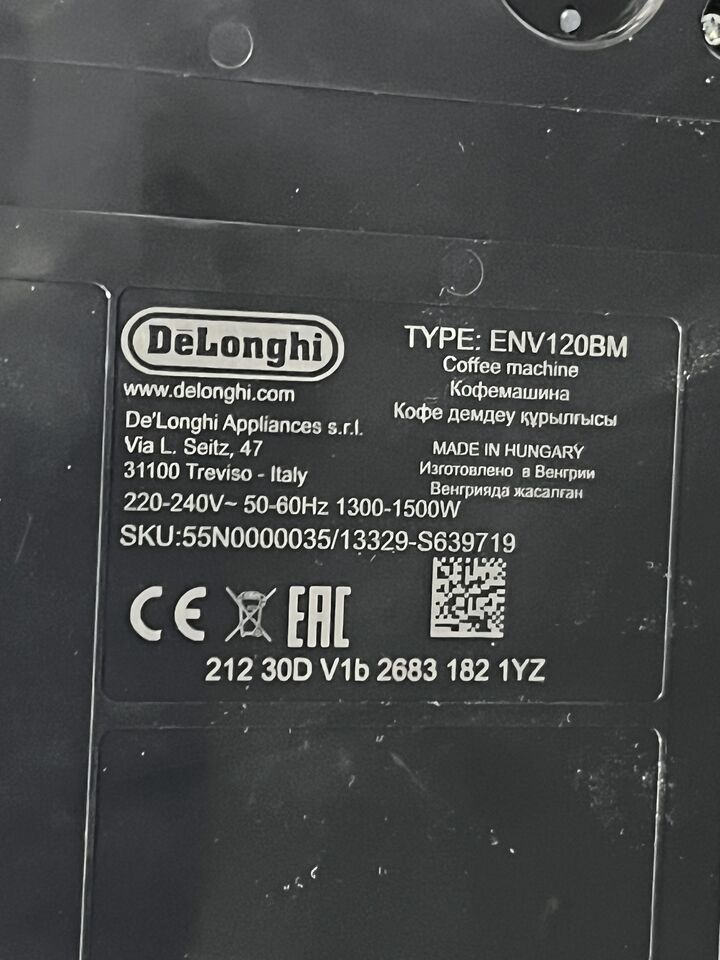 DeLonghi
www.delonghi.com
De'Longhi Appliances s.r.l.
Via L. Seitz, 47
31100 Treviso - Italy
TYPE: ENV120BM
Coffee machine
Кофемашина
Кофе демдеу құрылғысы
MADE IN HUNGARY
Изготовлено в Венгрии
Венгрияда жасалған
220-240V~ 50-60Hz 1300-1500W
SKU:55N0000035/13329-S639719
CE EAC
212 30D V1b 2683 182 1YZ